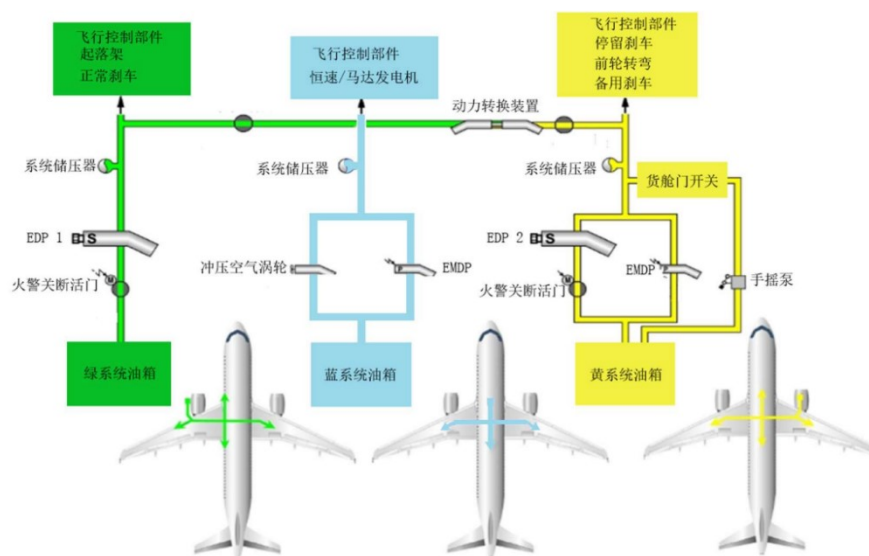 飞行控制部件
起落架
正常刹车
飞行控制部件
恒速/马达发电机
飞行控制部件
停留刹车
前轮转弯
备用刹车
动力转换装置
系统储压器
系统储压器
系统储压器
货舱门开关
EDP 1
S
冲压空气涡轮
EMDP
EDP 2
S
EMDP
火警关断活门
M
火警关断活门
M
手摇泵
绿系统油箱
蓝系统油箱
黄系统油箱